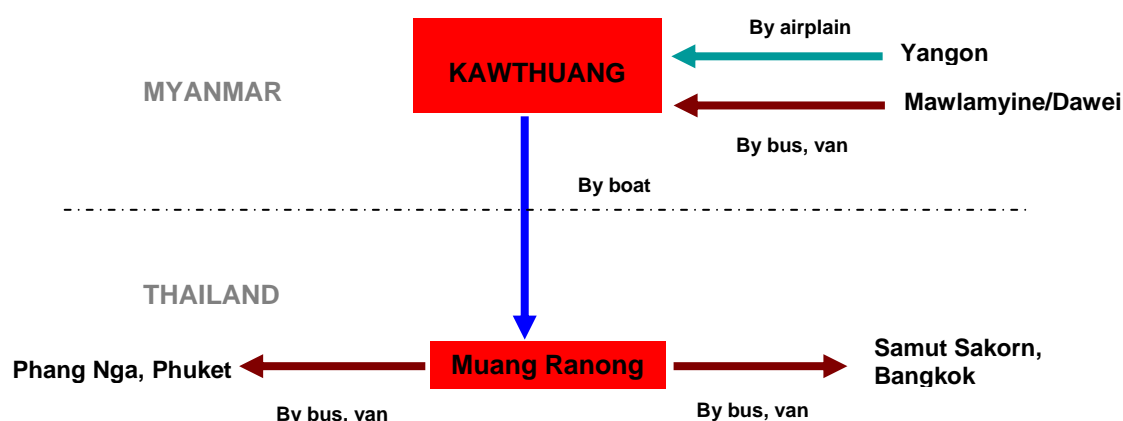 By airplain
Yangon
KAWTHUANG
MYANMAR
Mawlamyine/Dawei
By bus, van
By boat
THAILAND
Phang Nga, Phuket
Muang Ranong
Samut Sakorn,
Bangkok
By bus, van
By bus, van